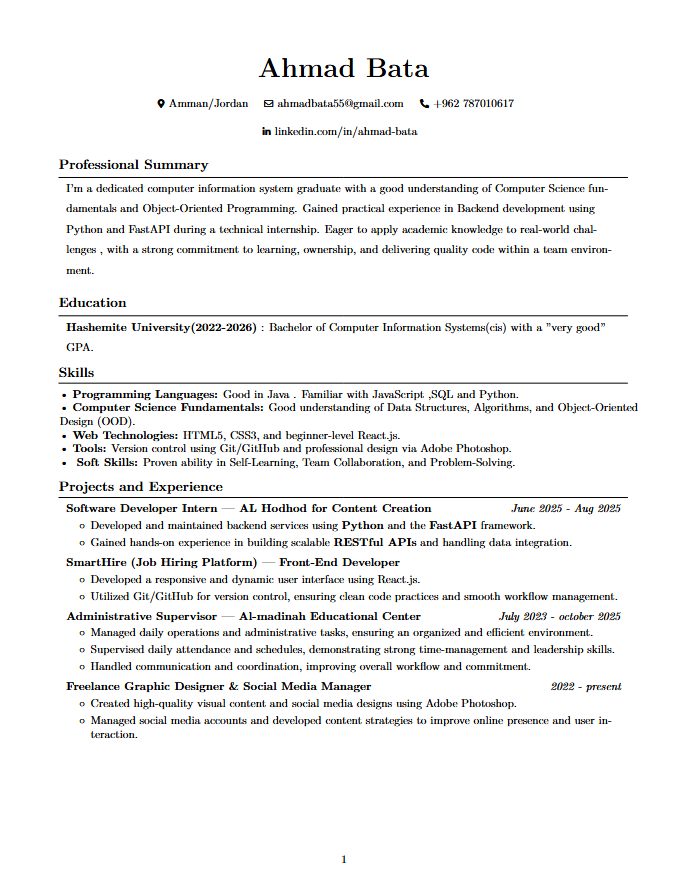 Ahmad Bata
Amman/Jordan ahmadbata55@gmail.com +962 787010617
linkedin.com/in/ahmad-bata
Professional Summary
I'm a dedicated computer information system graduate with a good understanding of Computer Science fun-
damentals and Object-Oriented Programming. Gained practical experience in Backend development using
Python and FastAPI during a technical internship. Eager to apply academic knowledge to real-world chal-
lenges , with a strong commitment to learning, ownership, and delivering quality code within a team environ-
ment.
Education
Hashemite University(2022-2026) : Bachelor of Computer Information Systems(cis) with a ”very good”
GPA.
Skills
• Programming Languages: Good in Java . Familiar with JavaScript ,SQL and Python.
• Computer Science Fundamentals: Good understanding of Data Structures, Algorithms, and Object-Oriented
Design (OOD).
• Web Technologies: HTML5, CSS3, and beginner-level React.js.
• Tools: Version control using Git/GitHub and professional design via Adobe Photoshop.
• Soft Skills: Proven ability in Self-Learning, Team Collaboration, and Problem-Solving.
Projects and Experience
Software Developer Intern — AL Hodhod for Content Creation June 2025 - Aug 2025
◦ Developed and maintained backend services using Python and the FastAPI framework.
◦ Gained hands-on experience in building scalable RESTful APIs and handling data integration.
SmartHire (Job Hiring Platform) — Front-End Developer
◦ Developed a responsive and dynamic user interface using React.js.
◦ Utilized Git/GitHub for version control, ensuring clean code practices and smooth workflow management.
Administrative Supervisor — Al-madinah Educational Center July 2023 - october 2025
◦ Managed daily operations and administrative tasks, ensuring an organized and efficient environment.
◦ Supervised daily attendance and schedules, demonstrating strong time-management and leadership skills.
◦ Handled communication and coordination, improving overall workflow and commitment.
Freelance Graphic Designer & Social Media Manager 2022 - present
◦ Created high-quality visual content and social media designs using Adobe Photoshop.
◦ Managed social media accounts and developed content strategies to improve online presence and user in-
teraction.
1